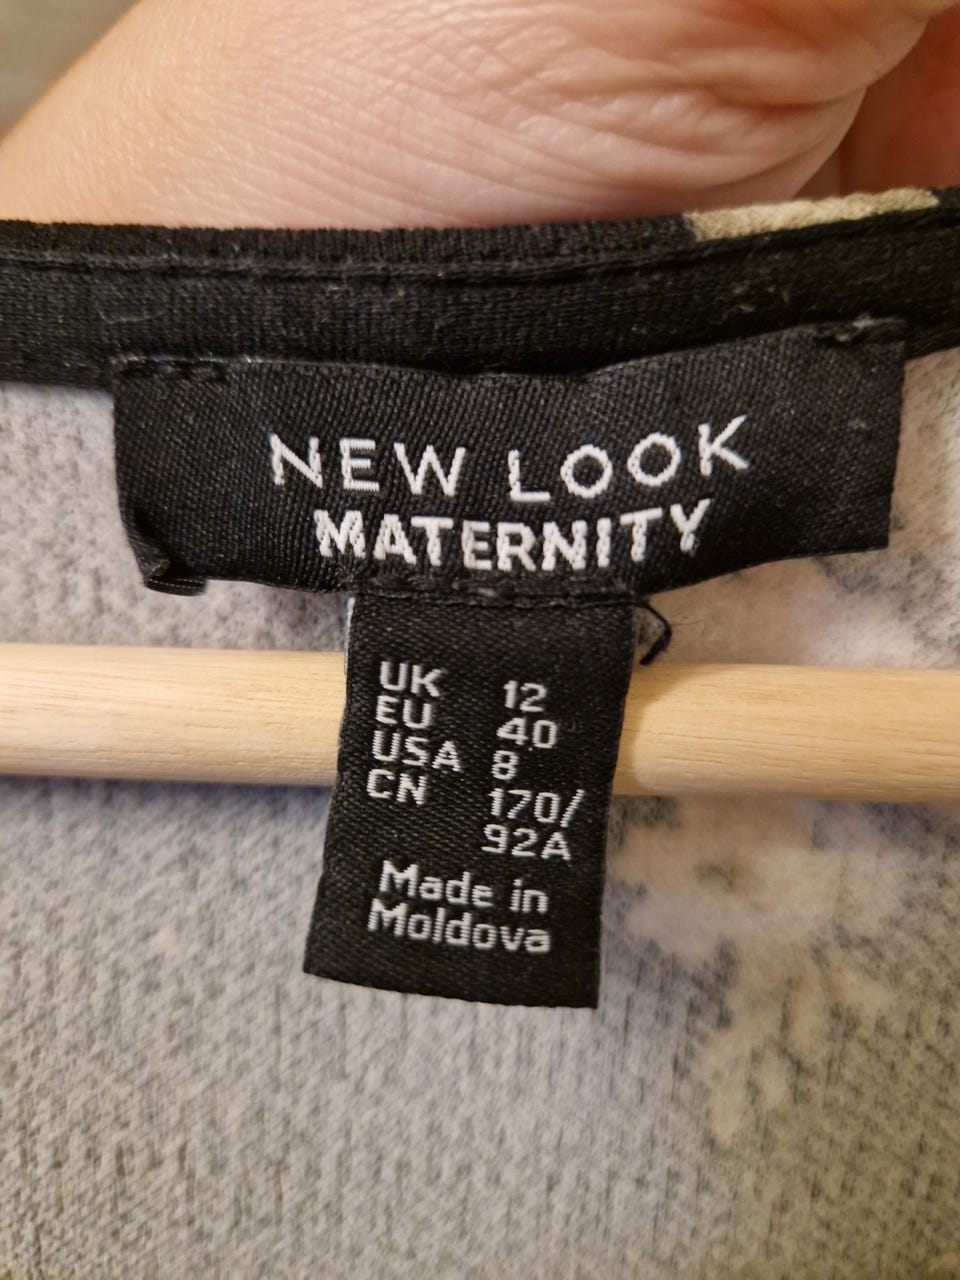 NEW LOOK
MATERNITY
UK 12
EU 40
USA 8
CN 170/
92A
Made in
Moldova